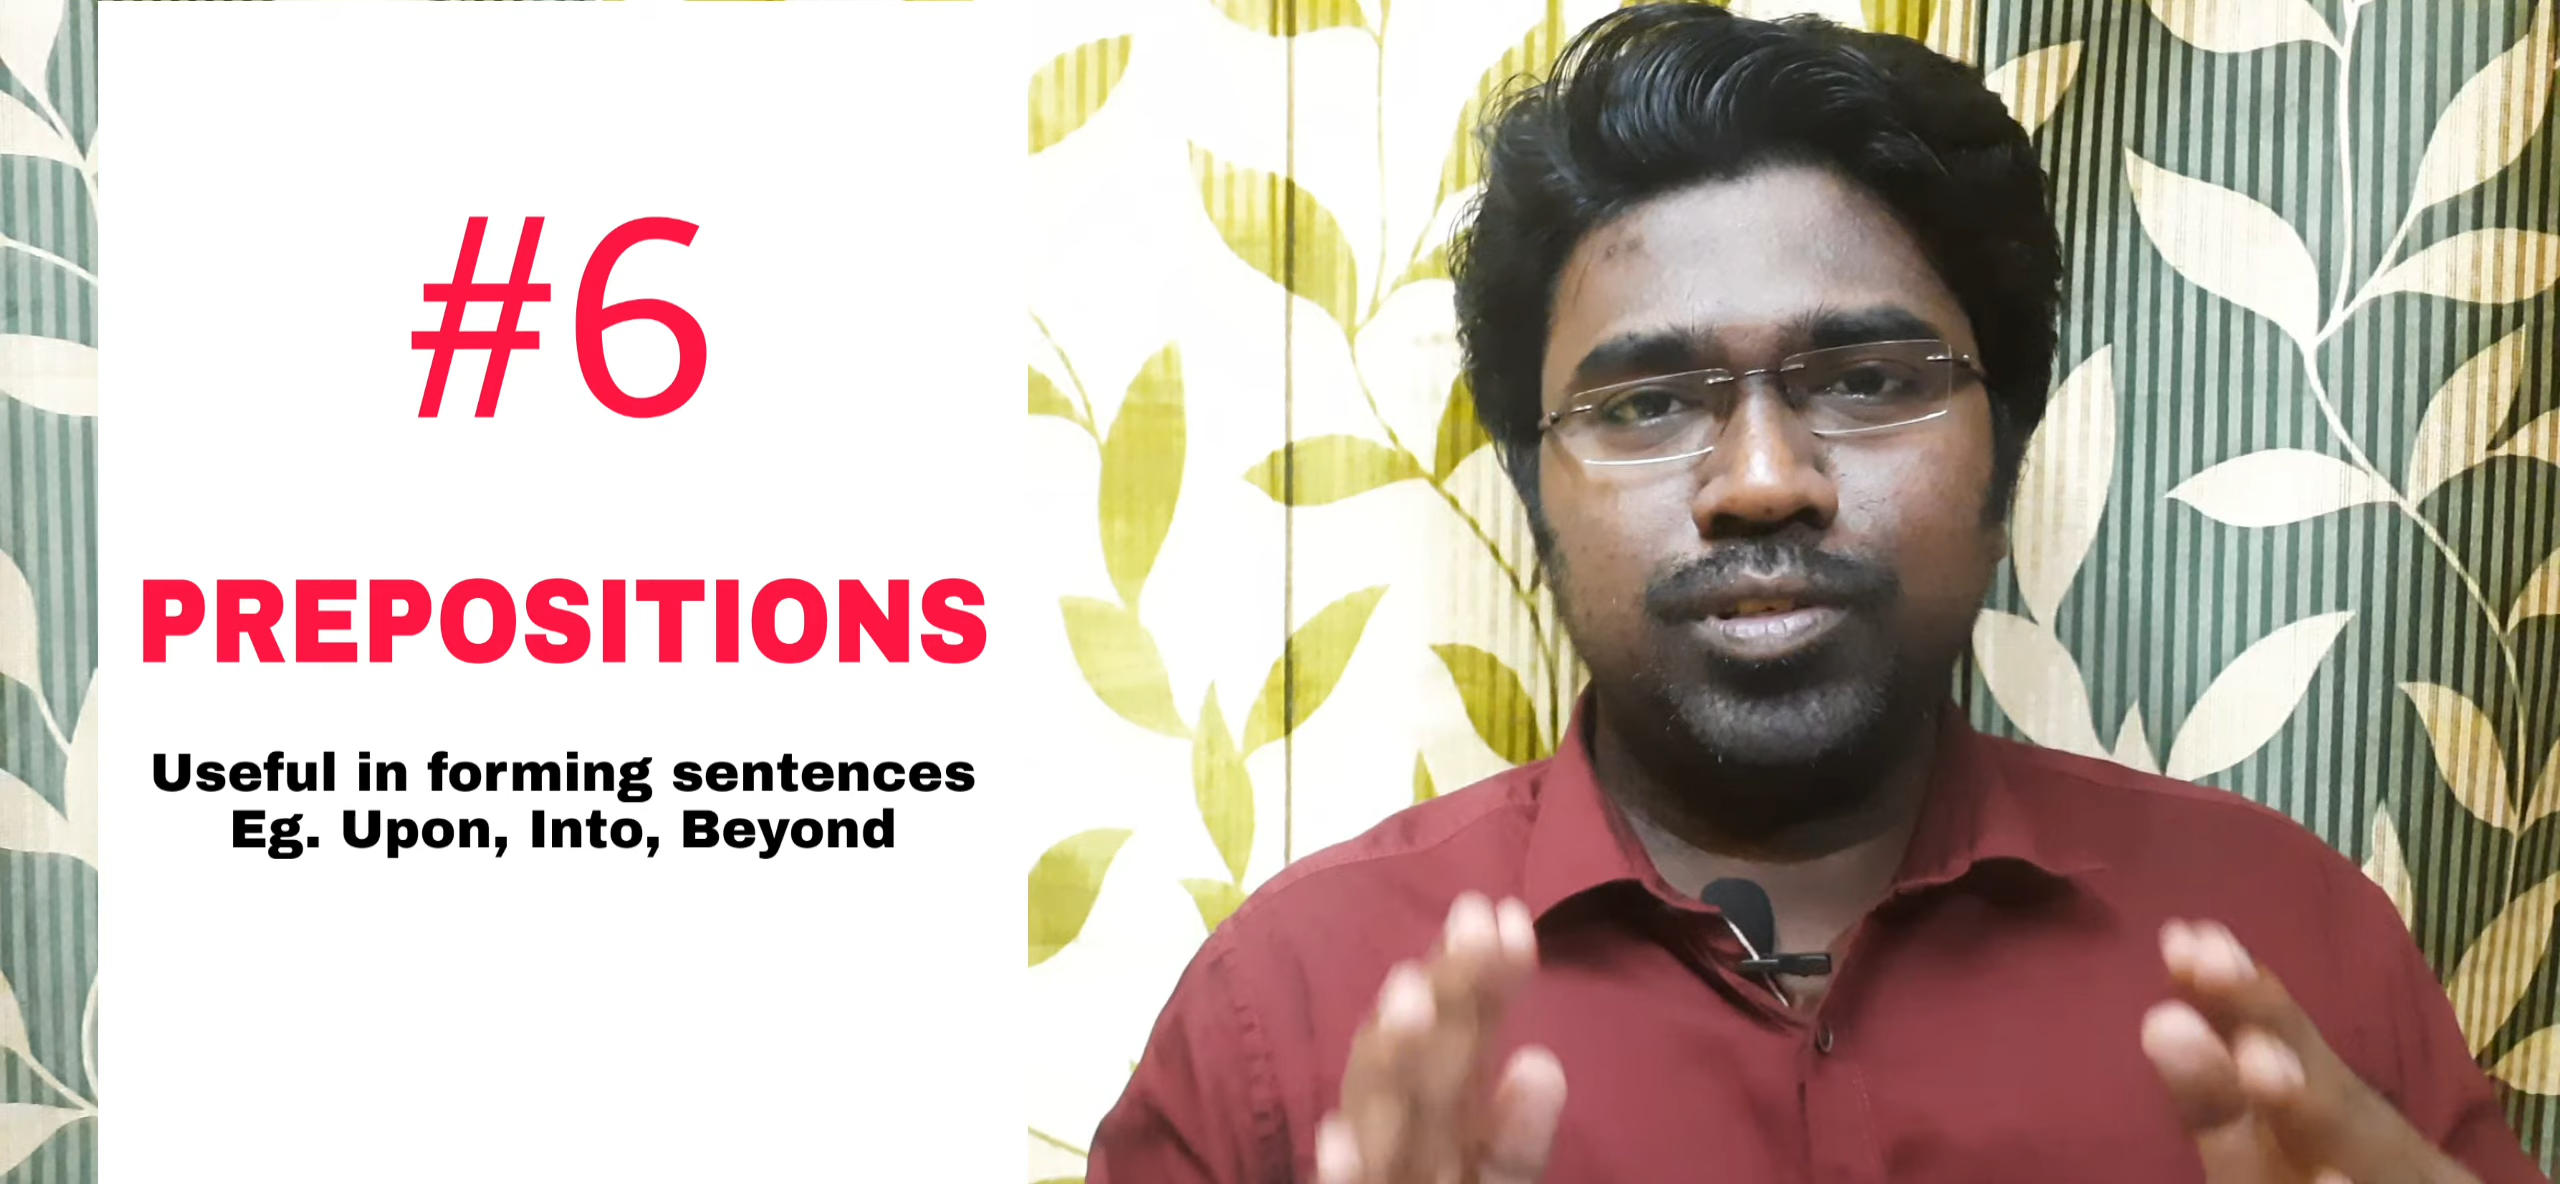 #6
PREPOSITIONS
Useful in forming sentences
Eg. Upon, Into, Beyond